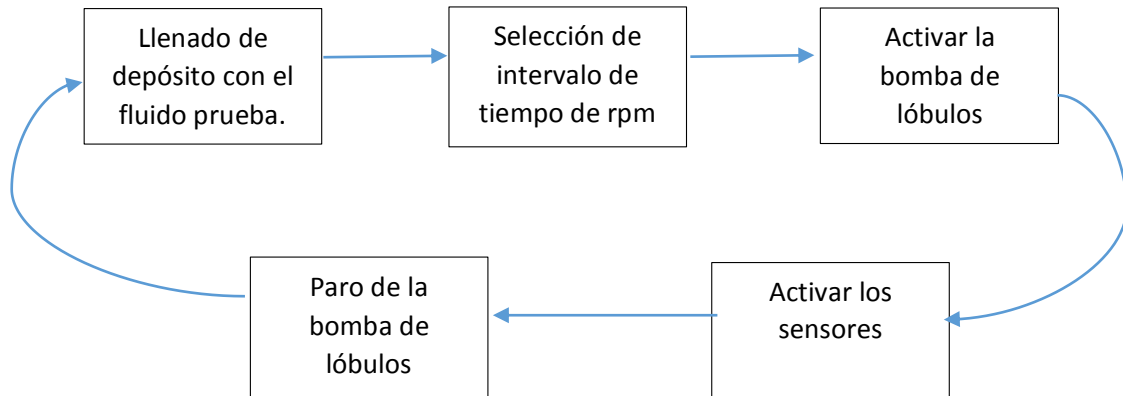 Llenado de
depósito con el
fluido prueba.
Selección de
intervalo de
tiempo de rpm
Activar la
bomba de
lóbulos
Activar los
sensores
Paro de la
bomba de
lóbulos